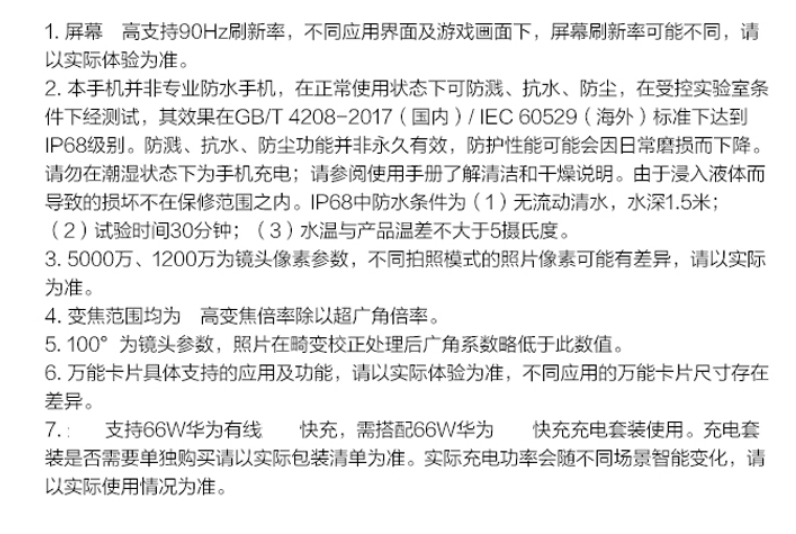 1. 屏幕 高支持90Hz刷新率，不同应用界面及游戏画面下，屏幕刷新率可能不同，请
以实际体验为准。
2. 本手机并非专业防水手机，在正常使用状态下可防溅、抗水、防尘，在受控实验室条
件下经测试，其效果在GB/T 4208-2017（国内）/ IEC 60529（海外）标准下达到
IP68级别。防溅、抗水、防尘功能并非永久有效，防护性能可能会因日常磨损而下降。
请勿在潮湿状态下为手机充电；请参阅使用手册了解清洁和干燥说明。由于浸入液体而
导致的损坏不在保修范围之内。IP68中防水条件为（1）无流动清水，水深1.5米；
（2）试验时间30分钟；（3）水温与产品温差不大于5摄氏度。
3. 5000万、1200万为镜头像素参数，不同拍照模式的照片像素可能有差异，请以实际
为准。
4. 变焦范围均为 高变焦倍率除以超广角倍率。
5. 100° 为镜头参数，照片在畸变校正处理后广角系数略低于此数值。
6. 万能卡片具体支持的应用及功能，请以实际体验为准，不同应用的万能卡片尺寸存在
差异。
7. : 支持66W华为有线 快充，需搭配66W华为 快充充电套装使用。充电套
装是否需要单独购买请以实际包装清单为准。实际充电功率会随不同场景智能变化，请
以实际使用情况为准。